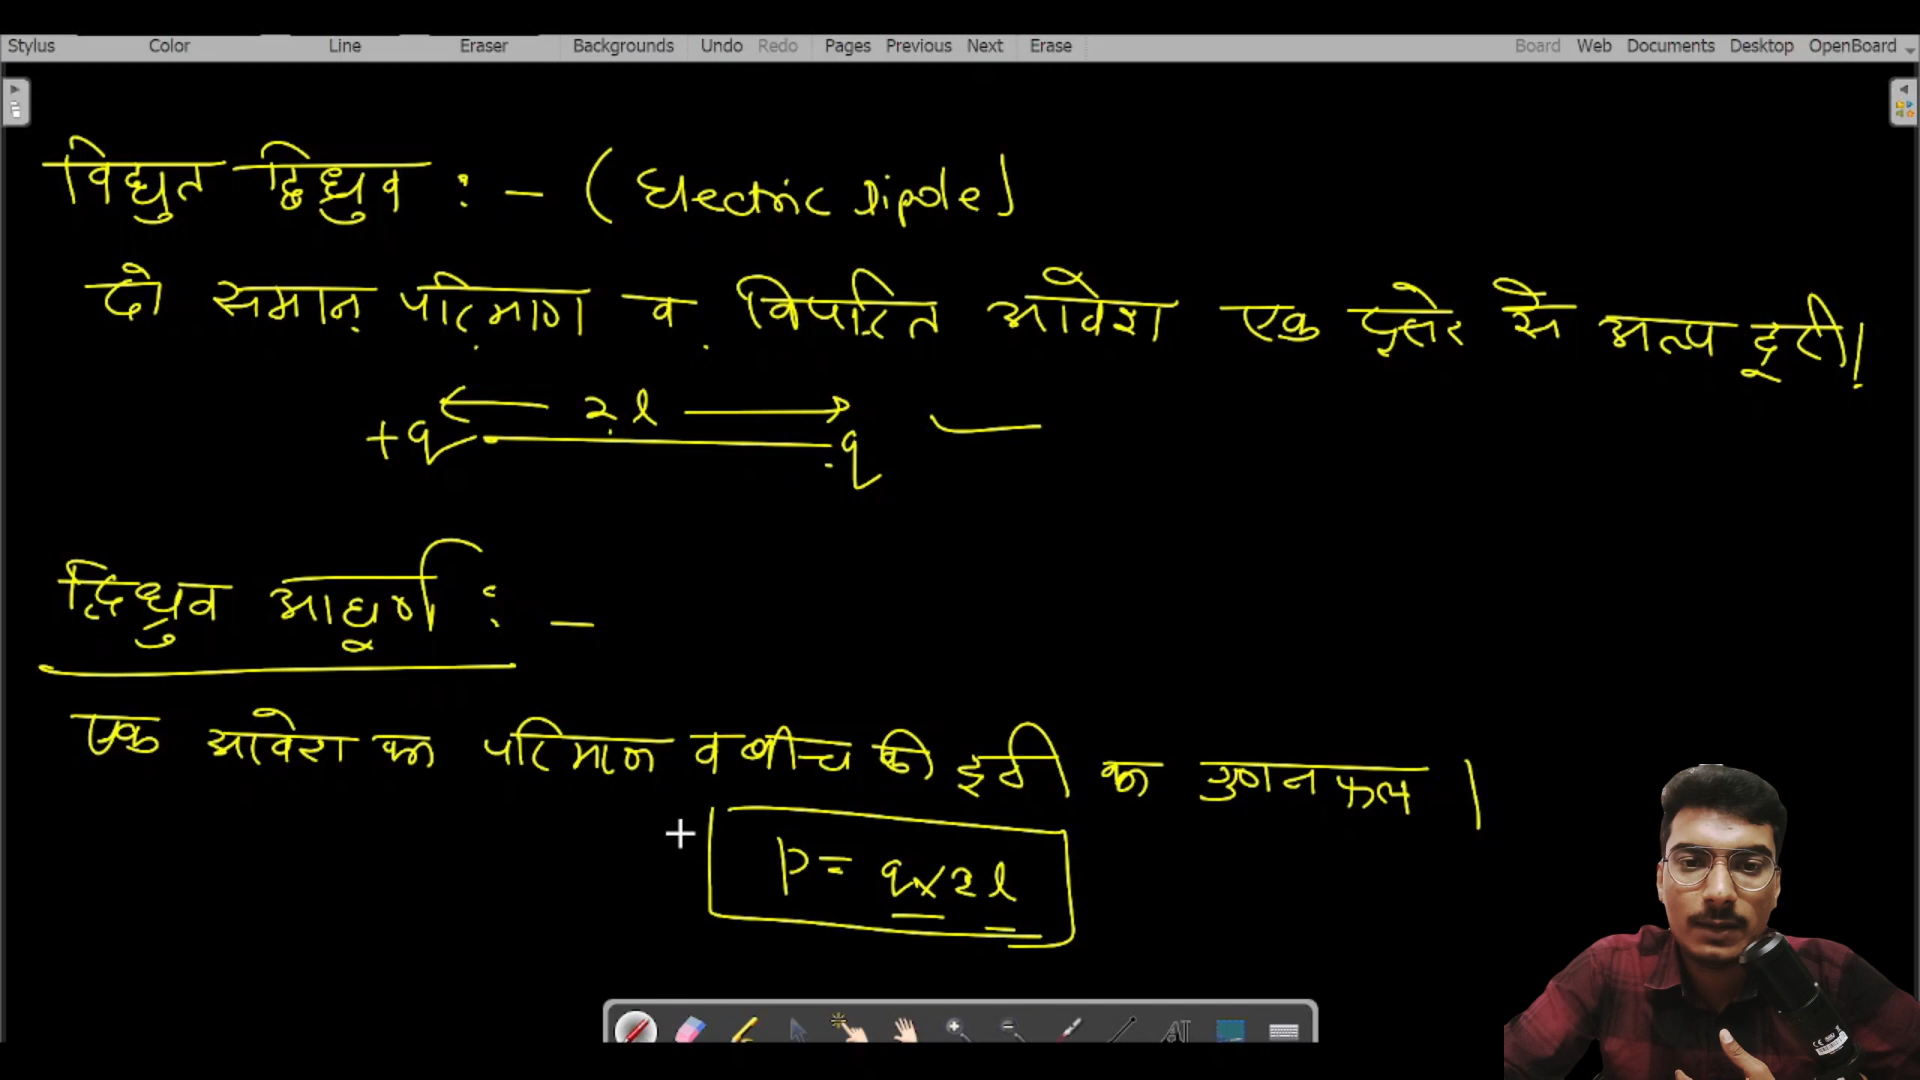 Stylus Color Line Eraser Backgrounds Undo Redo Pages Previous Next Erase Board Web Documents Desktop OpenBoard
विद्युत द्विध्रुव : - (Electric Dipole)
दो समान परिमाण व विपरित आवेश एक दूसरे से अल्प दूरी।
2l
+q -q
द्विध्रुव आघूर्ण : -
एक आवेश का परिमाण व बीच की दूरी का गुणनफल।
p = q×2l